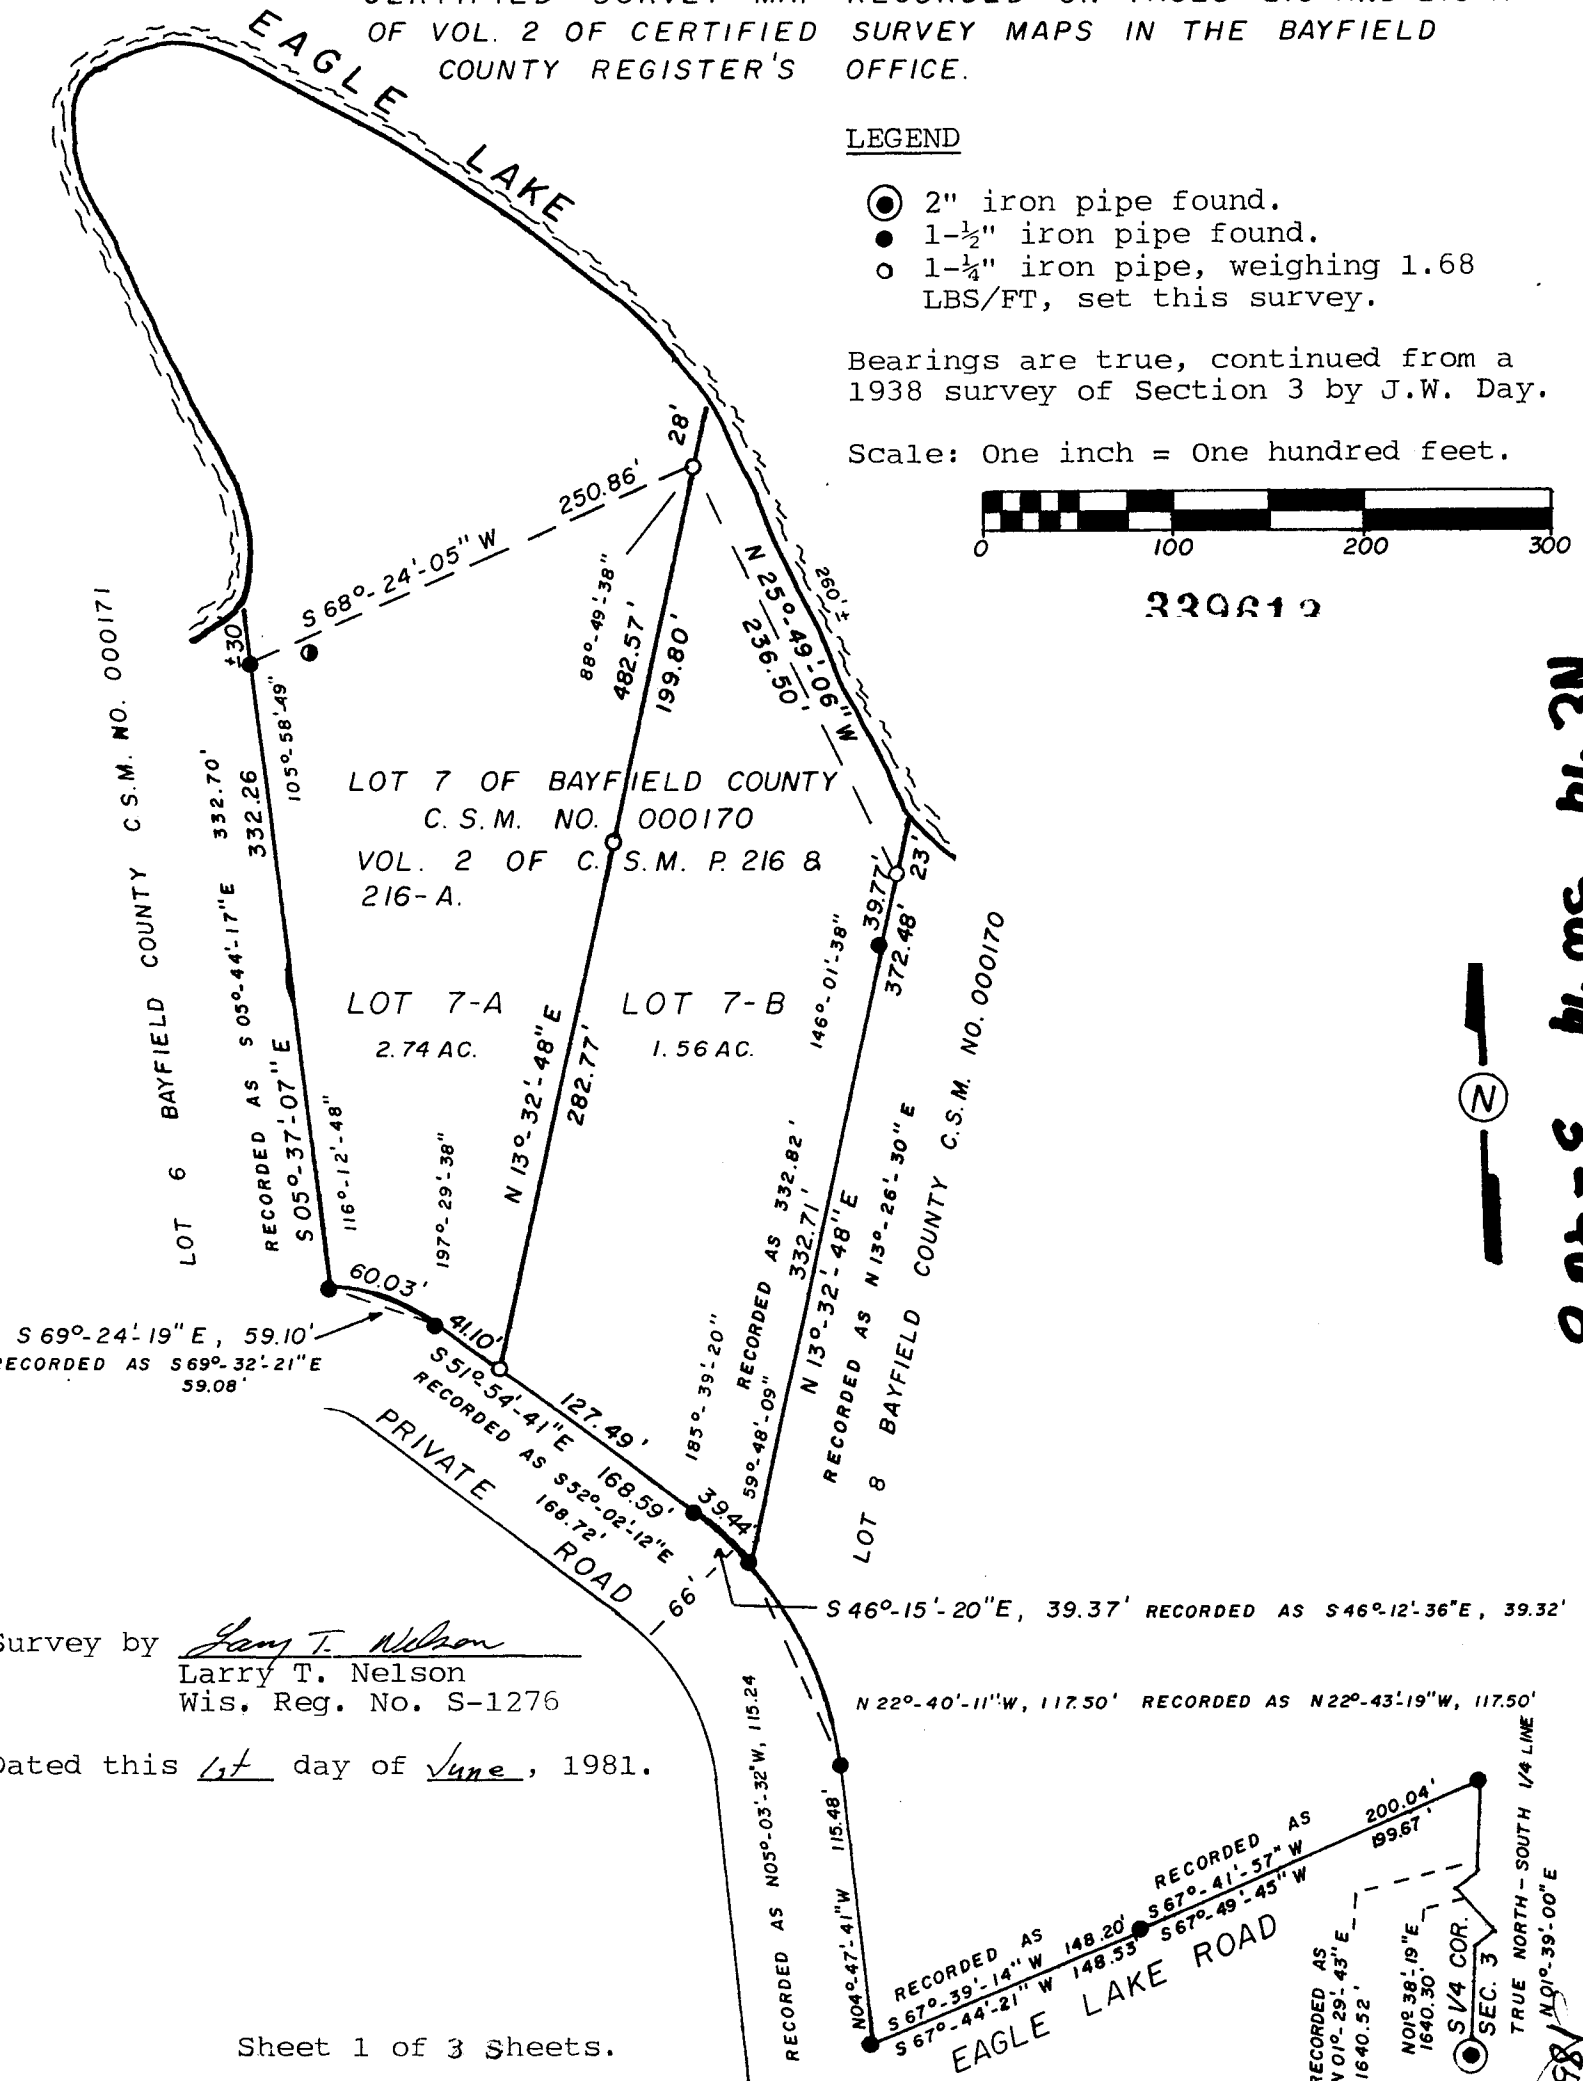 OF VOL. 2 OF CERTIFIED SURVEY MAPS IN THE BAYFIELD
COUNTY REGISTER'S OFFICE.
EAGLE LAKE
LEGEND
2" iron pipe found.
1-½" iron pipe found.
1-¼" iron pipe, weighing 1.68
LBS/FT, set this survey.
Bearings are true, continued from a
1938 survey of Section 3 by J.W. Day.
Scale: One inch = One hundred feet.
0 100 200 300
28'
250.86'
S 68°-24'-05" W
88°-49'-38"
482.57'
199.80'
N 25°-49'-06" W
236.50'
260'±
±30'
105°-58'-49"
332.70'
332.26
S 05°-44'-17" E
RECORDED AS
S 05°-37'-07" E
116°-12'-48"
LOT 6 BAYFIELD COUNTY C.S.M. NO. 000171
LOT 7 OF BAYFIELD COUNTY
C.S.M. NO. 000170
VOL. 2 OF C.S.M. P. 216 &
216-A.
LOT 7-A
2.74 AC.
LOT 7-B
1.56 AC.
N 13°-32'-48" E
282.77'
197°-29'-38"
39.77'
23'
372.48'
146°-01'-38"
RECORDED AS 332.82'
332.71'
N 13°-32'-48" E
RECORDED AS N 13°-26'-30" E
LOT 8 BAYFIELD COUNTY C.S.M. NO. 000170
185°-39'-20"
59°-48'-09"
N
60.03'
S 69°-24'-19" E, 59.10'
RECORDED AS S 69°-32'-21" E
59.08'
41.10'
127.49'
S 51°-54'-41" E 168.59'
RECORDED AS S 52°-02'-12" E
168.72'
39.44'
PRIVATE ROAD
66'
S 46°-15'-20" E, 39.37' RECORDED AS S 46°-12'-36" E, 39.32'
Survey by Larry T. Nelson
Larry T. Nelson
Wis. Reg. No. S-1276
Dated this 1st day of June, 1981.
N 22°-40'-11" W, 117.50' RECORDED AS N 22°-43'-19" W, 117.50'
RECORDED AS N05°-03'-32" W, 115.24
N04°-47'-41" W 115.48'
RECORDED AS
S 67°-39'-14" W 148.20'
S 67°-44'-21" W 148.53'
RECORDED AS
S 67°-41'-57" W 200.04'
S 67°-49'-45" W 199.67'
EAGLE LAKE ROAD
RECORDED AS
N 01°-29'-43" E
1640.52'
N01° 38'-19" E
1640.30'
S 1/4 COR.
SEC. 3
TRUE NORTH-SOUTH 1/4 LINE
N01°-39'-00" E
Sheet 1 of 3 Sheets.